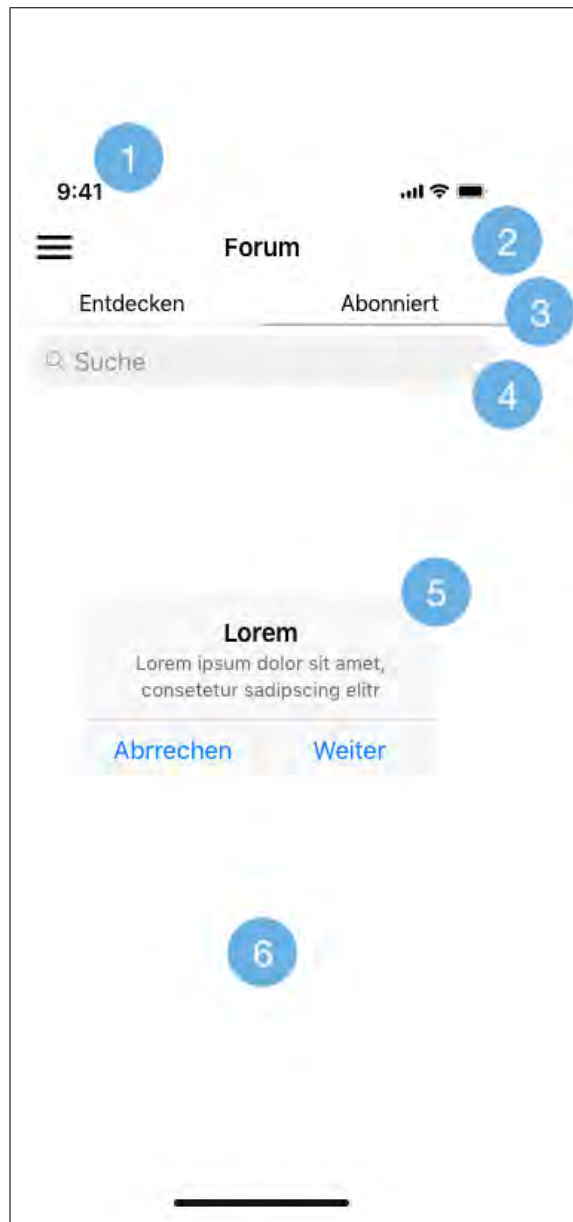 1
9:41
Forum
2
Entdecken Abonniert
3
Suche
4
5
Lorem
Lorem ipsum dolor sit amet,
consetetur sadipscing elitr
Abrrechen Weiter
6